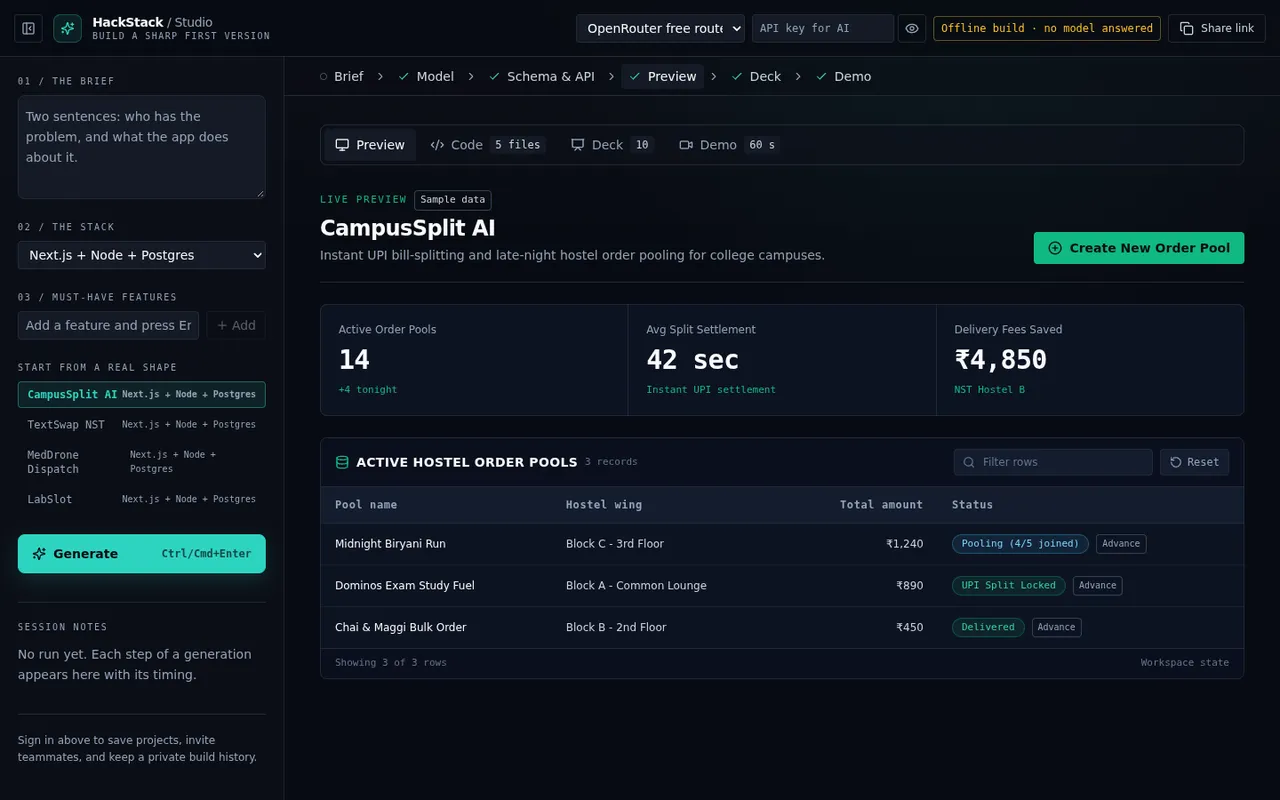 HackStack / Studio
BUILD A SHARP FIRST VERSION
OpenRouter free route
API key for AI
Offline build · no model answered
Share link
Brief
Model
Schema & API
Preview
Deck
Demo
01 / THE BRIEF
Two sentences: who has the
problem, and what the app does
about it.
02 / THE STACK
Next.js + Node + Postgres
03 / MUST-HAVE FEATURES
Add a feature and press Er
+ Add
START FROM A REAL SHAPE
CampusSplit AI Next.js + Node + Postgres
TextSwap NST Next.js + Node + Postgres
MedDrone Dispatch Next.js + Node + Postgres
LabSlot Next.js + Node + Postgres
Generate Ctrl/Cmd+Enter
SESSION NOTES
No run yet. Each step of a generation
appears here with its timing.
Sign in above to save projects, invite
teammates, and keep a private build history.
Preview
Code 5 files
Deck 10
Demo 60 s
LIVE PREVIEW Sample data
CampusSplit AI
Instant UPI bill-splitting and late-night hostel order pooling for college campuses.
Create New Order Pool
Active Order Pools
14
+4 tonight
Avg Split Settlement
42 sec
Instant UPI settlement
Delivery Fees Saved
₹4,850
NST Hostel B
ACTIVE HOSTEL ORDER POOLS 3 records
Filter rows
Reset
Pool name Hostel wing Total amount Status
Midnight Biryani Run Block C - 3rd Floor ₹1,240 Pooling (4/5 joined) Advance
Dominos Exam Study Fuel Block A - Common Lounge ₹890 UPI Split Locked Advance
Chai & Maggi Bulk Order Block B - 2nd Floor ₹450 Delivered Advance
Showing 3 of 3 rows
Workspace state